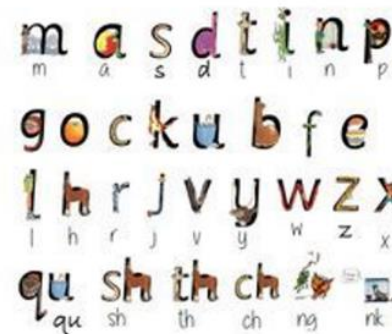 m a s d t i n p
m a s d t i n p
g o c k u b f e
l h r j v y w z x
l h r j v y w z x
qu sh th ch
qu sh th ch ng nk